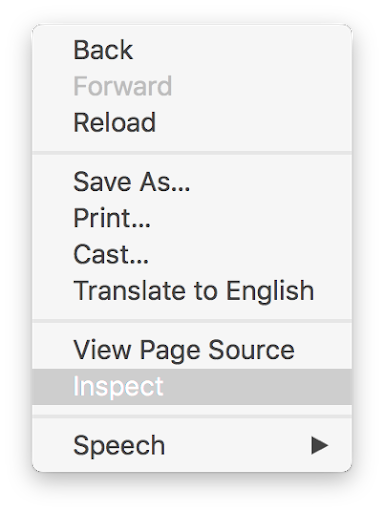 Back
Forward
Reload
Save As...
Print...
Cast...
Translate to English
View Page Source
Inspect
Speech